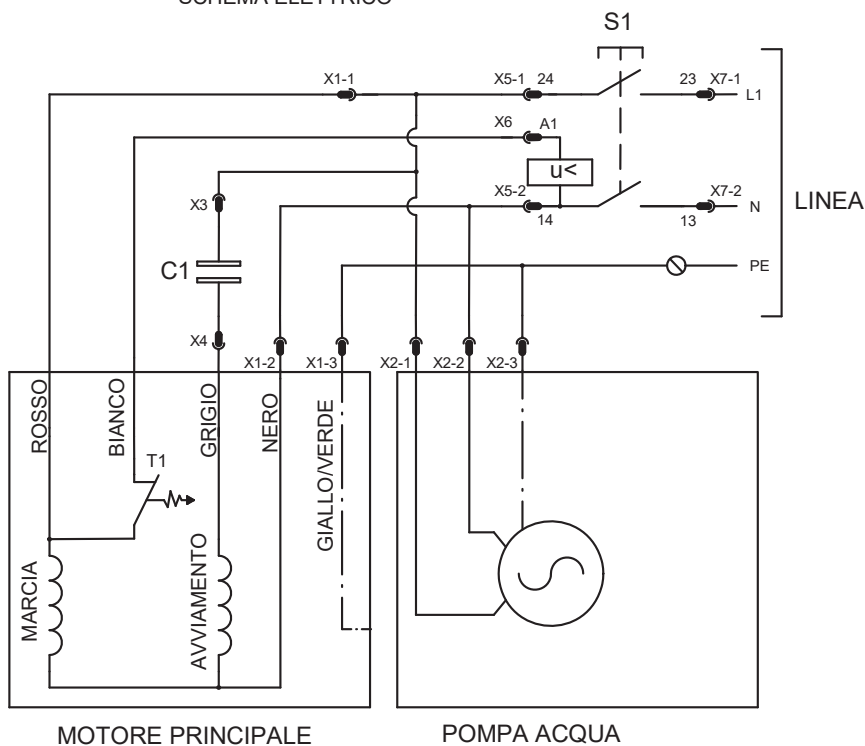 SCHEMA ELETTRICO
S1
X1-1
X5-1 24
23 X7-1
L1
X6 A1
u<
X5-2
14
X7-2
13
N
LINEA
X3
C1
PE
X4
X1-2
X1-3
X2-1
X2-2
X2-3
ROSSO
BIANCO
GRIGIO
NERO
GIALLO/VERDE
T1
MARCIA
AVVIAMENTO
MOTORE PRINCIPALE
POMPA ACQUA